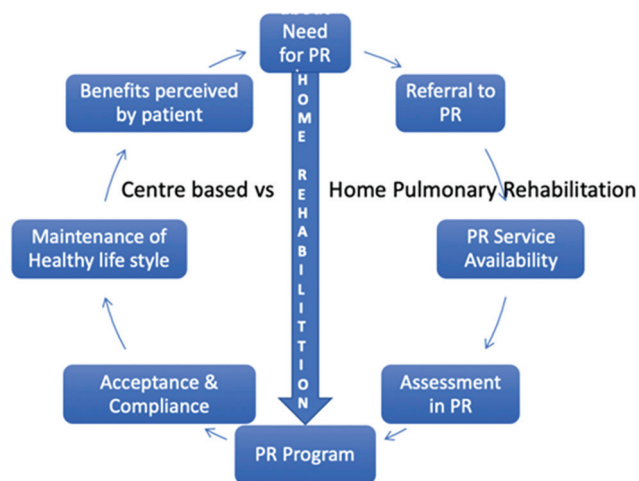 Need
for PR
Referral to
PR
PR Service
Availability
Assessment
in PR
PR Program
Acceptance &
Compliance
Maintenance of
Healthy life style
Benefits perceived
by patient
HOME REHABILITTION
Centre based vs
Home Pulmonary Rehabilitation